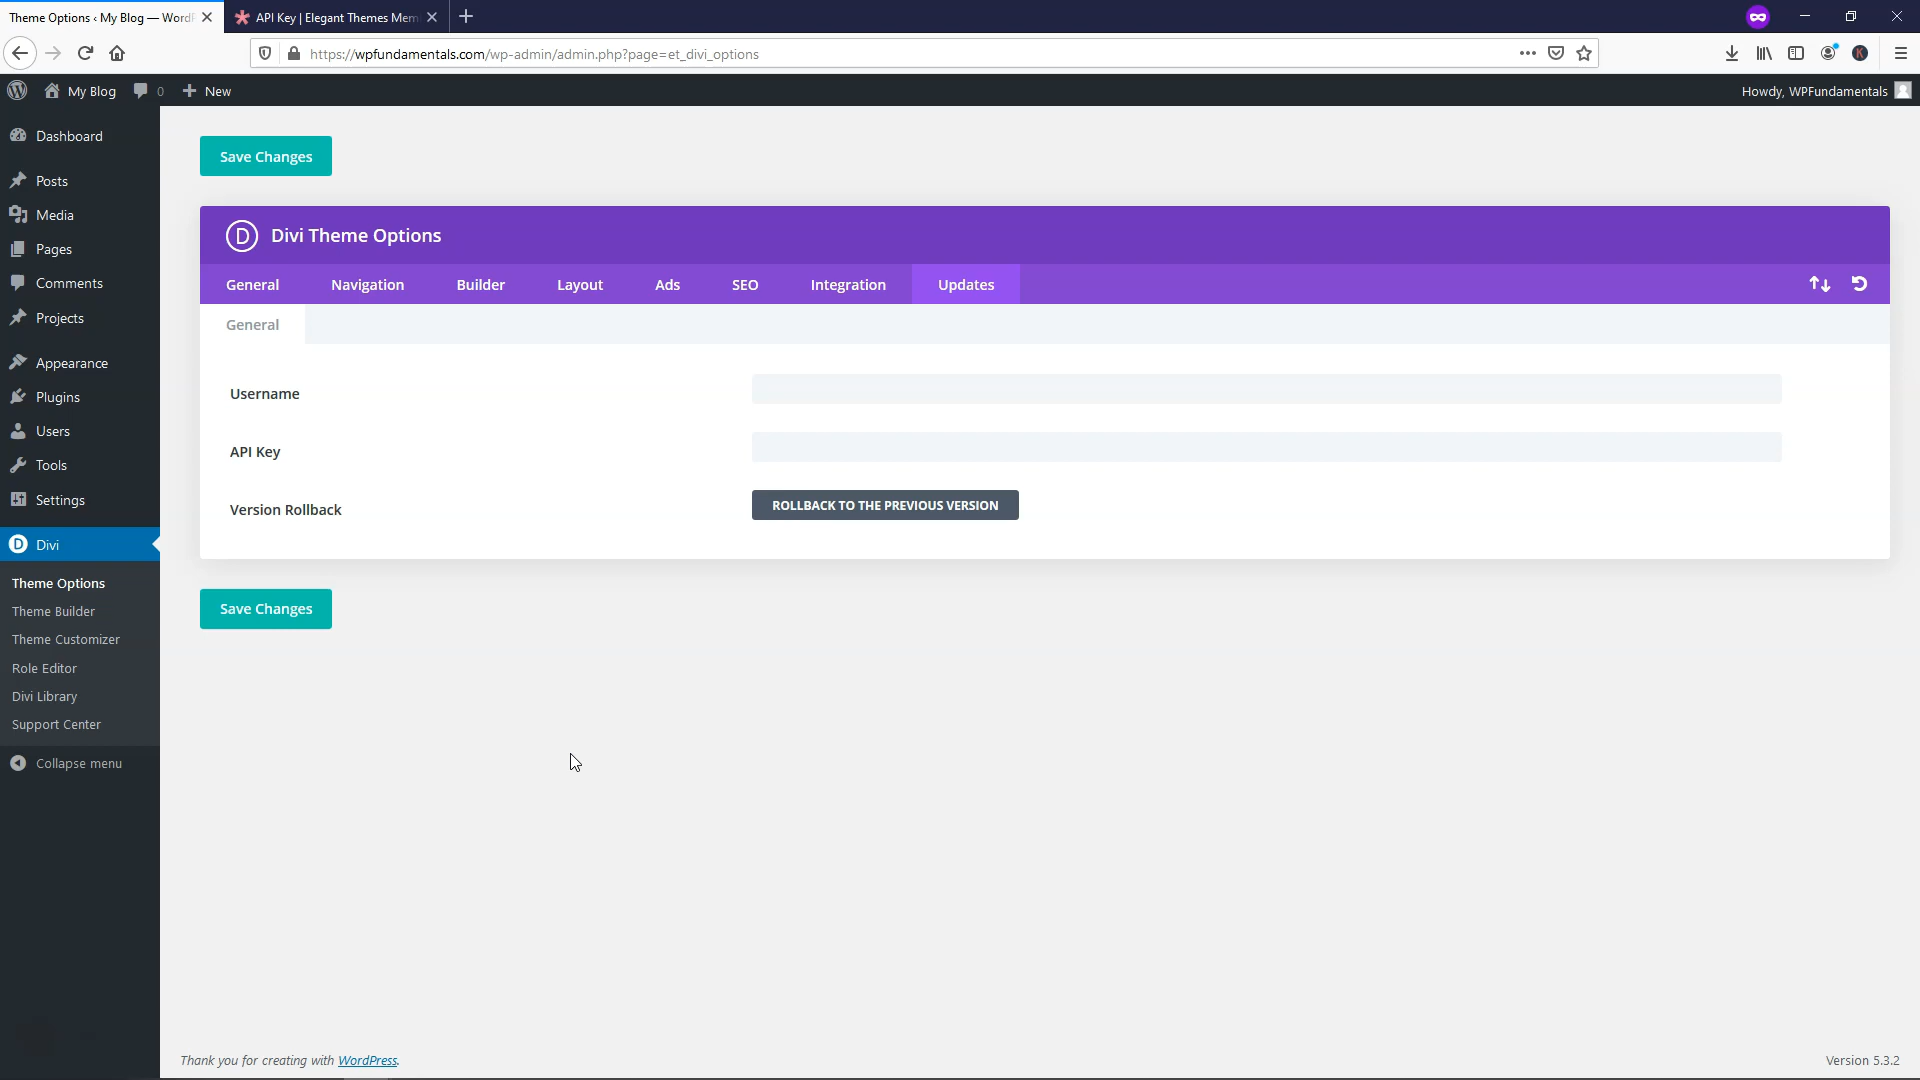 Theme Options ‹ My Blog — WordP
API Key | Elegant Themes Mem
https://wpfundamentals.com/wp-admin/admin.php?page=et_divi_options
My Blog
0
New
Howdy, WPFundamentals
Dashboard
Posts
Media
Pages
Comments
Projects
Appearance
Plugins
Users
Tools
Settings
Divi
Theme Options
Theme Builder
Theme Customizer
Role Editor
Divi Library
Support Center
Collapse menu
Save Changes
D Divi Theme Options
General
Navigation
Builder
Layout
Ads
SEO
Integration
Updates
General
Username
API Key
Version Rollback
ROLLBACK TO THE PREVIOUS VERSION
Save Changes
Thank you for creating with WordPress.
Version 5.3.2